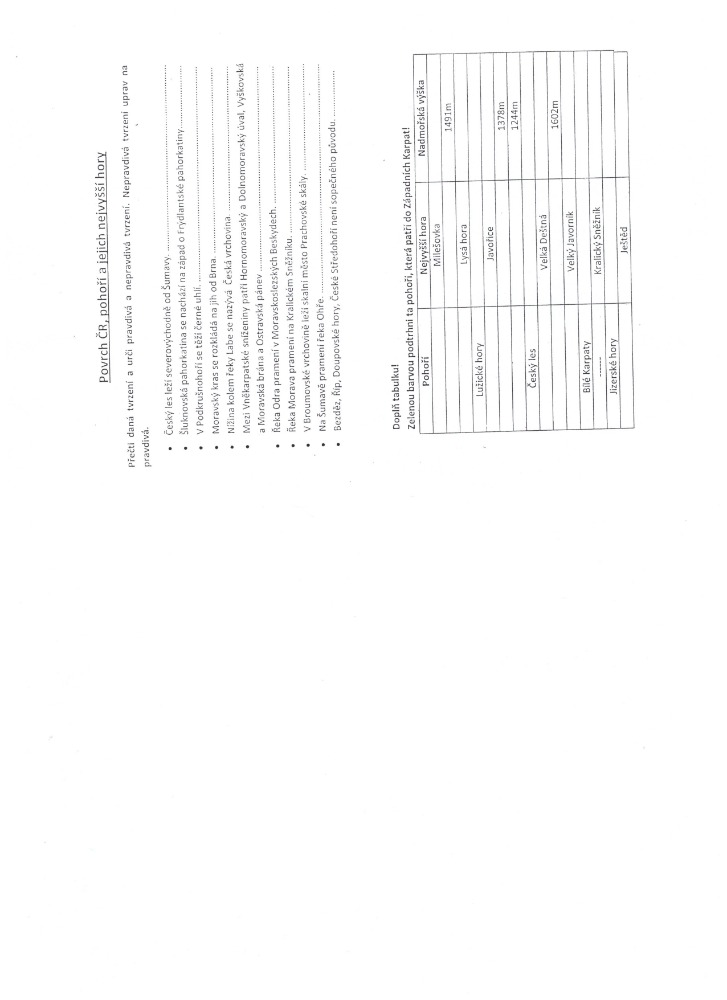 Povrch ČR, pohoří a jejich nejvyšší hory
Přečti daná tvrzení a urči pravdivá a nepravdivá tvrzení. Nepravdivá tvrzení uprav na
pravdivá.
• Český les leží severovýchodně od Šumavy. ..........
• Šluknovská pahorkatina se nachází na západ o Frýdlantské pahorkatiny ..........
• V Podkrušnohoří se těží černé uhlí. ..........
• Moravský kras se rozkládá na jih od Brna. ..........
• Nížina kolem řeky Labe se nazývá Česká vrchovina. ..........
• Mezi Vněkarpatské sníženiny patří Hornomoravský a Dolnomoravský úval, Vyškovská
a Moravská brána a Ostravská pánev ..........
• Řeka Odra pramení v Moravskoslezských Beskydech. ..........
• Řeka Morava pramení na Kralickém Sněžníku. ..........
• V Broumovské vrchovině leží skalní město Prachovské skály. ..........
• Na Šumavě pramení řeka Ohře. ..........
• Bezděz, Říp, Doupovské hory, České Středohoří není sopečného původu. ..........
Doplň tabulku!
Zelenou barvou podtrhni ta pohoří, která patří do Západních Karpat!
Pohoří Nejvyšší hora Nadmořská výška
Milešovka
1491m
Lysá hora
Lužické hory
Javořice
1378m
1244m
Český les
Velká Deštná
1602m
Velký Javorník
Bílé Karpaty
------- Kralický Sněžník
Jizerské hory
Ještěd